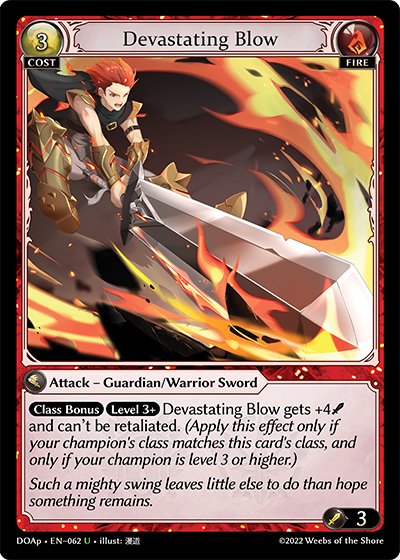 3
Devastating Blow
COST
FIRE
Attack – Guardian/Warrior Sword
Class Bonus Level 3+ Devastating Blow gets +4
and can't be retaliated. (Apply this effect only if
your champion's class matches this card's class, and
only if your champion is level 3 or higher.)
Such a mighty swing leaves little else to do than hope
something remains.
3
DOAp • EN-062 U • illust: 漫道
©2022 Weebs of the Shore